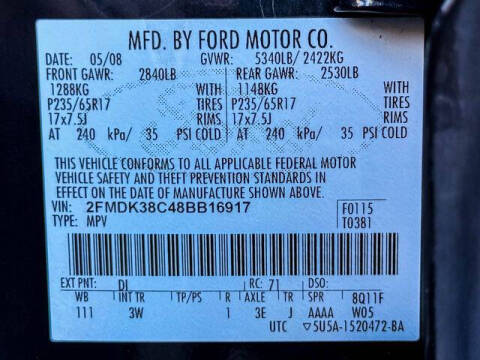 MFD. BY FORD MOTOR CO.
DATE: 05/08 GVWR: 5340LB/ 2422KG
FRONT GAWR: 2840LB REAR GAWR: 2530LB
1288KG WITH 1148KG WITH
P235/65R17 TIRES P235/65R17 TIRES
17x7.5J RIMS 17x7.5J RIMS
AT 240 kPa/ 35 PSI COLD AT 240 kPa/ 35 PSI COLD
THIS VEHICLE CONFORMS TO ALL APPLICABLE FEDERAL MOTOR
VEHICLE SAFETY AND THEFT PREVENTION STANDARDS IN
EFFECT ON THE DATE OF MANUFACTURE SHOWN ABOVE.
VIN: 2FMDK38C48BB16917 F0115
TYPE: MPV T0381
EXT PNT: DI RC: 71 DSO:
WB INT TR TP/PS R AXLE TR SPR 8Q11F
111 3W 1 3E J AAAA W05
UTC ▽5U5A-1520472-BA